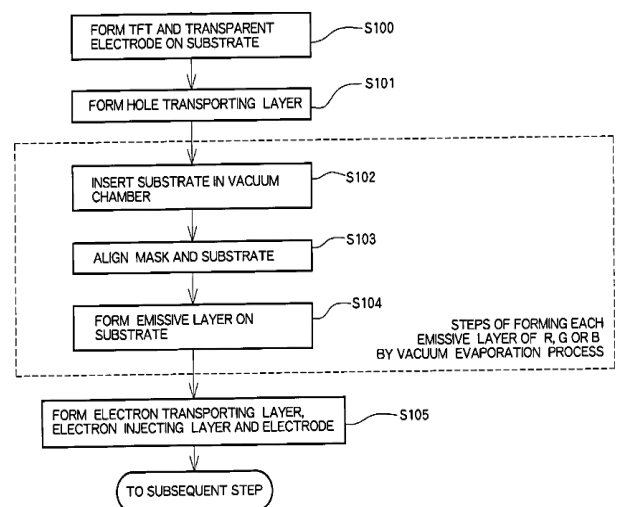 FORM TFT AND TRANSPARENT
ELECTRODE ON SUBSTRATE
S100
FORM HOLE TRANSPORTING LAYER
S101
INSERT SUBSTRATE IN VACUUM
CHAMBER
S102
ALIGN MASK AND SUBSTRATE
S103
FORM EMISSIVE LAYER ON
SUBSTRATE
S104
STEPS OF FORMING EACH
EMISSIVE LAYER OF R, G OR B
BY VACUUM EVAPORATION PROCESS
FORM ELECTRON TRANSPORTING LAYER,
ELECTRON INJECTING LAYER AND ELECTRODE
S105
TO SUBSEQUENT STEP